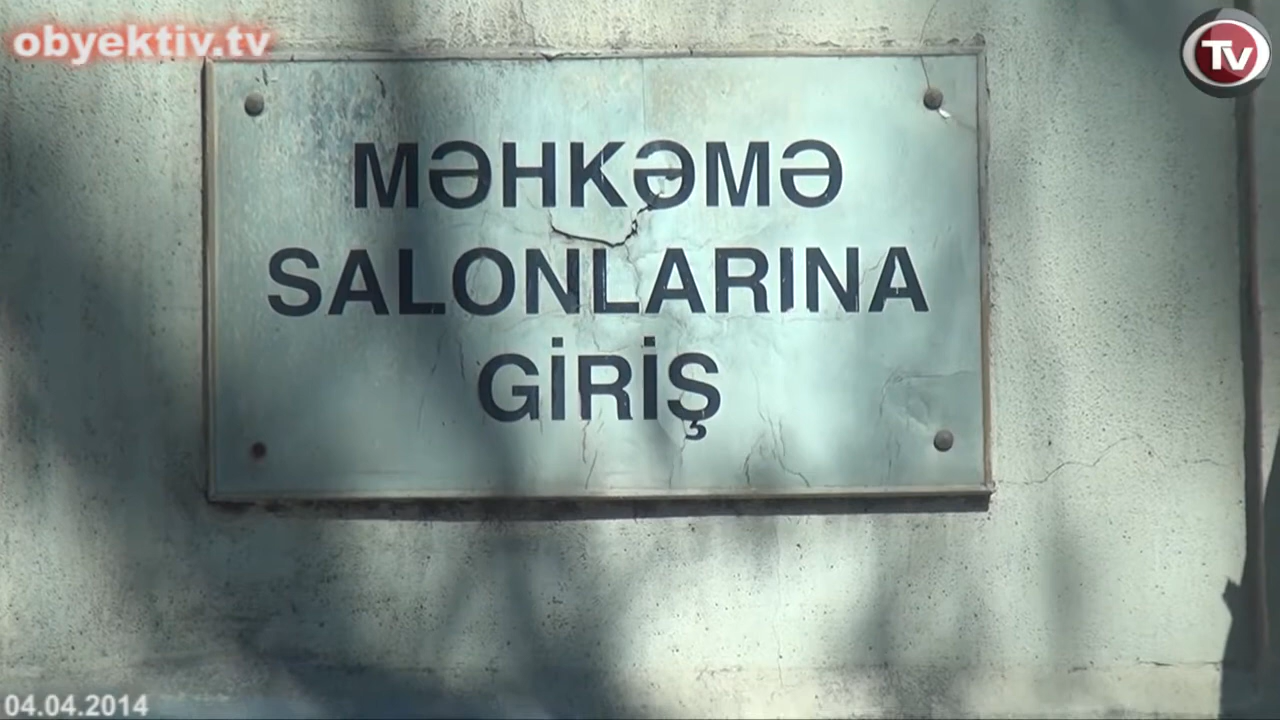 obyektiv.tv
TV
MƏHKƏMƏ
SALONLARINA
GİRİŞ
04.04.2014